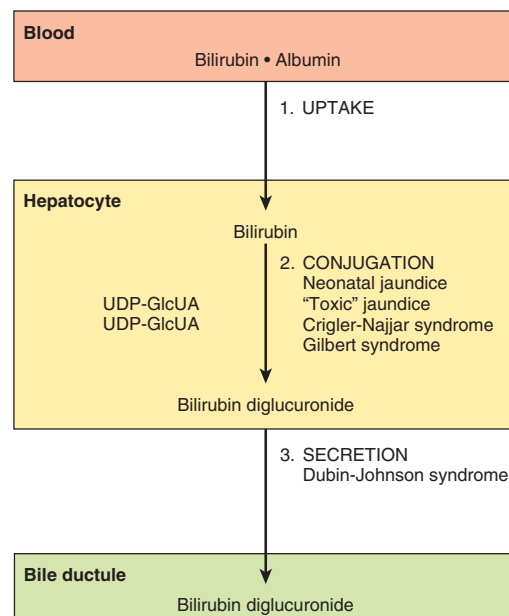 Blood
Bilirubin • Albumin
1. UPTAKE
Hepatocyte
Bilirubin
2. CONJUGATION
Neonatal jaundice
“Toxic” jaundice
Crigler-Najjar syndrome
Gilbert syndrome
UDP-GlcUA
UDP-GlcUA
Bilirubin diglucuronide
3. SECRETION
Dubin-Johnson syndrome
Bile ductule
Bilirubin diglucuronide